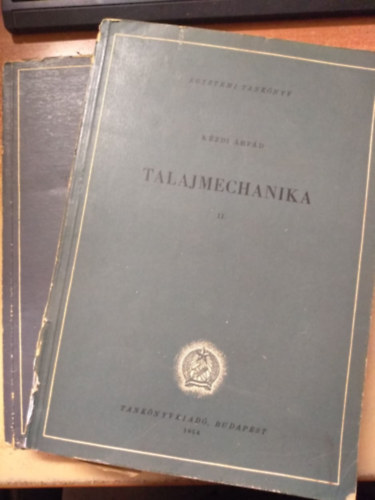 EGYETEMI TANKÖNYV
KÉZDI ÁRPÁD
TALAJMECHANIKA
II
TANKÖNYVKIADÓ, BUDAPEST